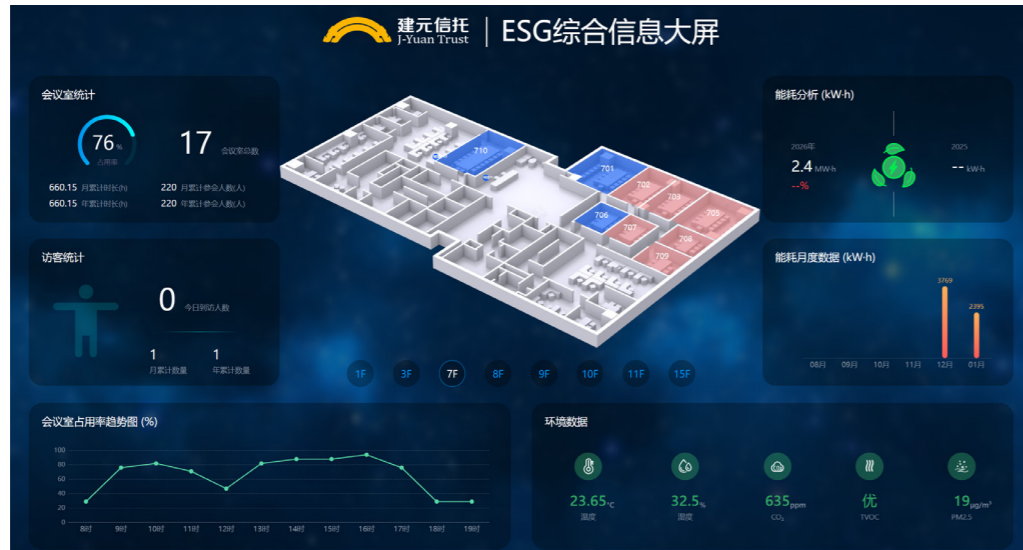 建元信托
J-Yuan Trust
ESG综合信息大屏
会议室统计
76 %
占用率
17 会议室总数
660.15 月累计时长(h) 220 月累计参会人数(人)
660.15 年累计时长(h) 220 年累计参会人数(人)
访客统计
0 今日到访人数
1 1
月累计数量 年累计数量
710
701
702
703
705
706
707
708
709
1F 3F 7F 8F 9F 10F 11F 15F
能耗分析 (kW·h)
2026年 2025
2.4 MW·h -- kW·h
--%
能耗月度数据 (kW·h)
3769
2395
08月 09月 10月 11月 12月 01月
会议室占用率趋势图 (%)
100
80
60
40
20
0
8时 9时 10时 11时 12时 13时 14时 15时 16时 17时 18时 19时
环境数据
23.65 °C 32.5 % 635 ppm 优 19 μg/m³
温度 湿度 CO₂ TVOC PM2.5